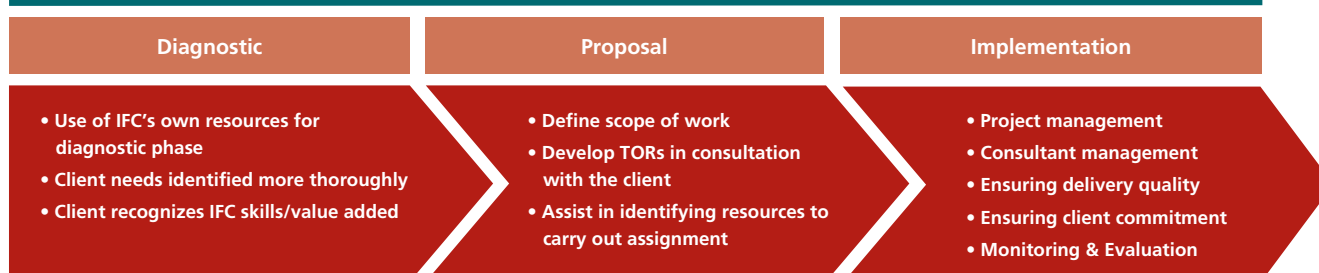 Diagnostic
• Use of IFC's own resources for
diagnostic phase
• Client needs identified more thoroughly
• Client recognizes IFC skills/value added
Proposal
• Define scope of work
• Develop TORs in consultation
with the client
• Assist in identifying resources to
carry out assignment
Implementation
• Project management
• Consultant management
• Ensuring delivery quality
• Ensuring client commitment
• Monitoring & Evaluation